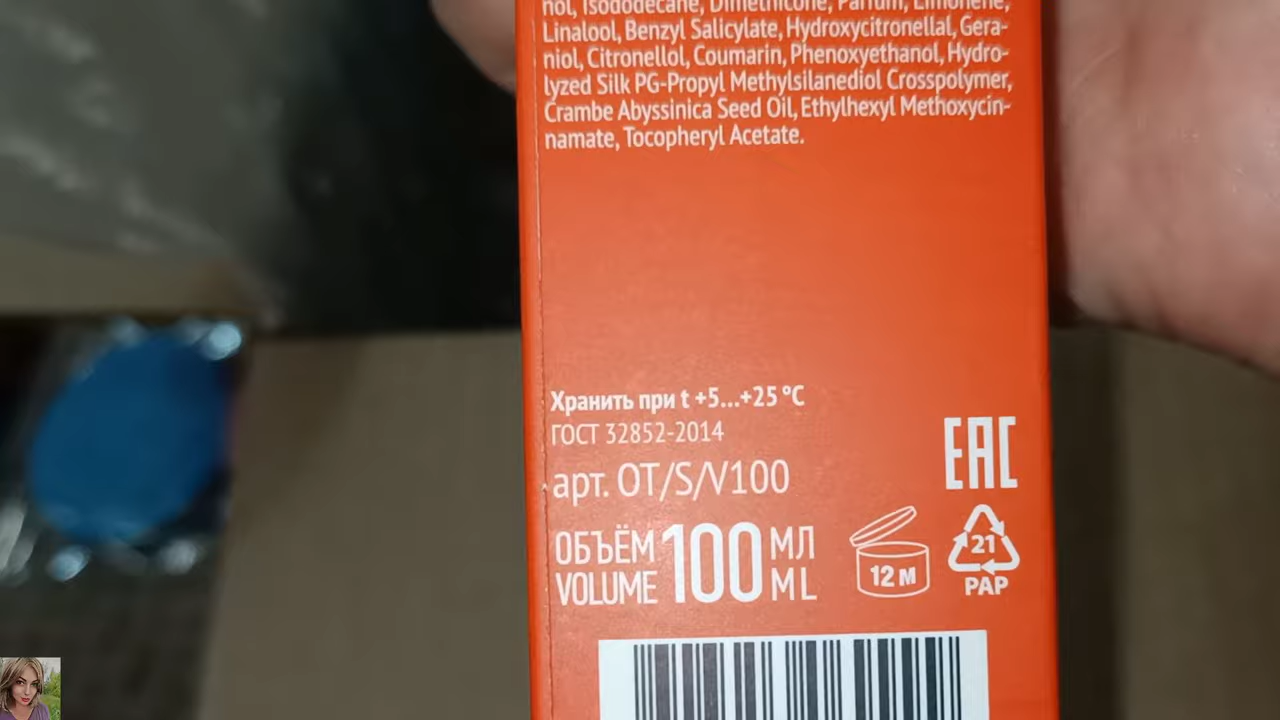 nol, Isododecane, Dimethicone, Parfum, Limonene,
Linalool, Benzyl Salicylate, Hydroxycitronellal, Gera-
niol, Citronellol, Coumarin, Phenoxyethanol, Hydro-
lyzed Silk PG-Propyl Methylsilanediol Crosspolymer,
Crambe Abyssinica Seed Oil, Ethylhexyl Methoxycin-
namate, Tocopheryl Acetate.
Хранить при t +5...+25 °C
ГОСТ 32852-2014
арт. OT/S/V100
ОБЪЁМ 100 МЛ
VOLUME ML
EAC
12 M
21
PAP